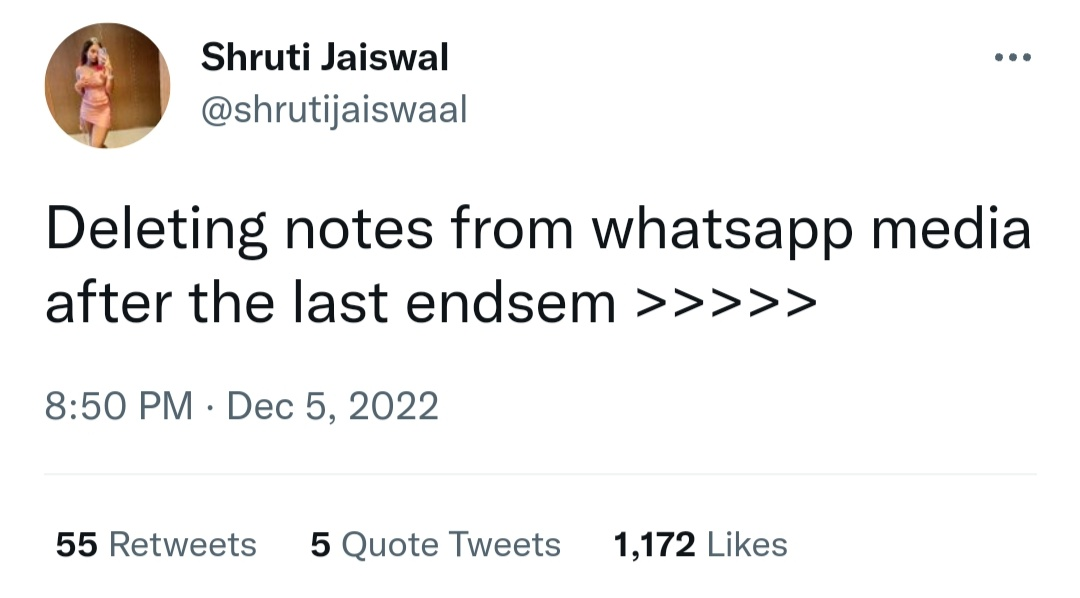 Shruti Jaiswal
@shrutijaiswaal
Deleting notes from whatsapp media
after the last endsem >>>>>
8:50 PM · Dec 5, 2022
55 Retweets 5 Quote Tweets 1,172 Likes